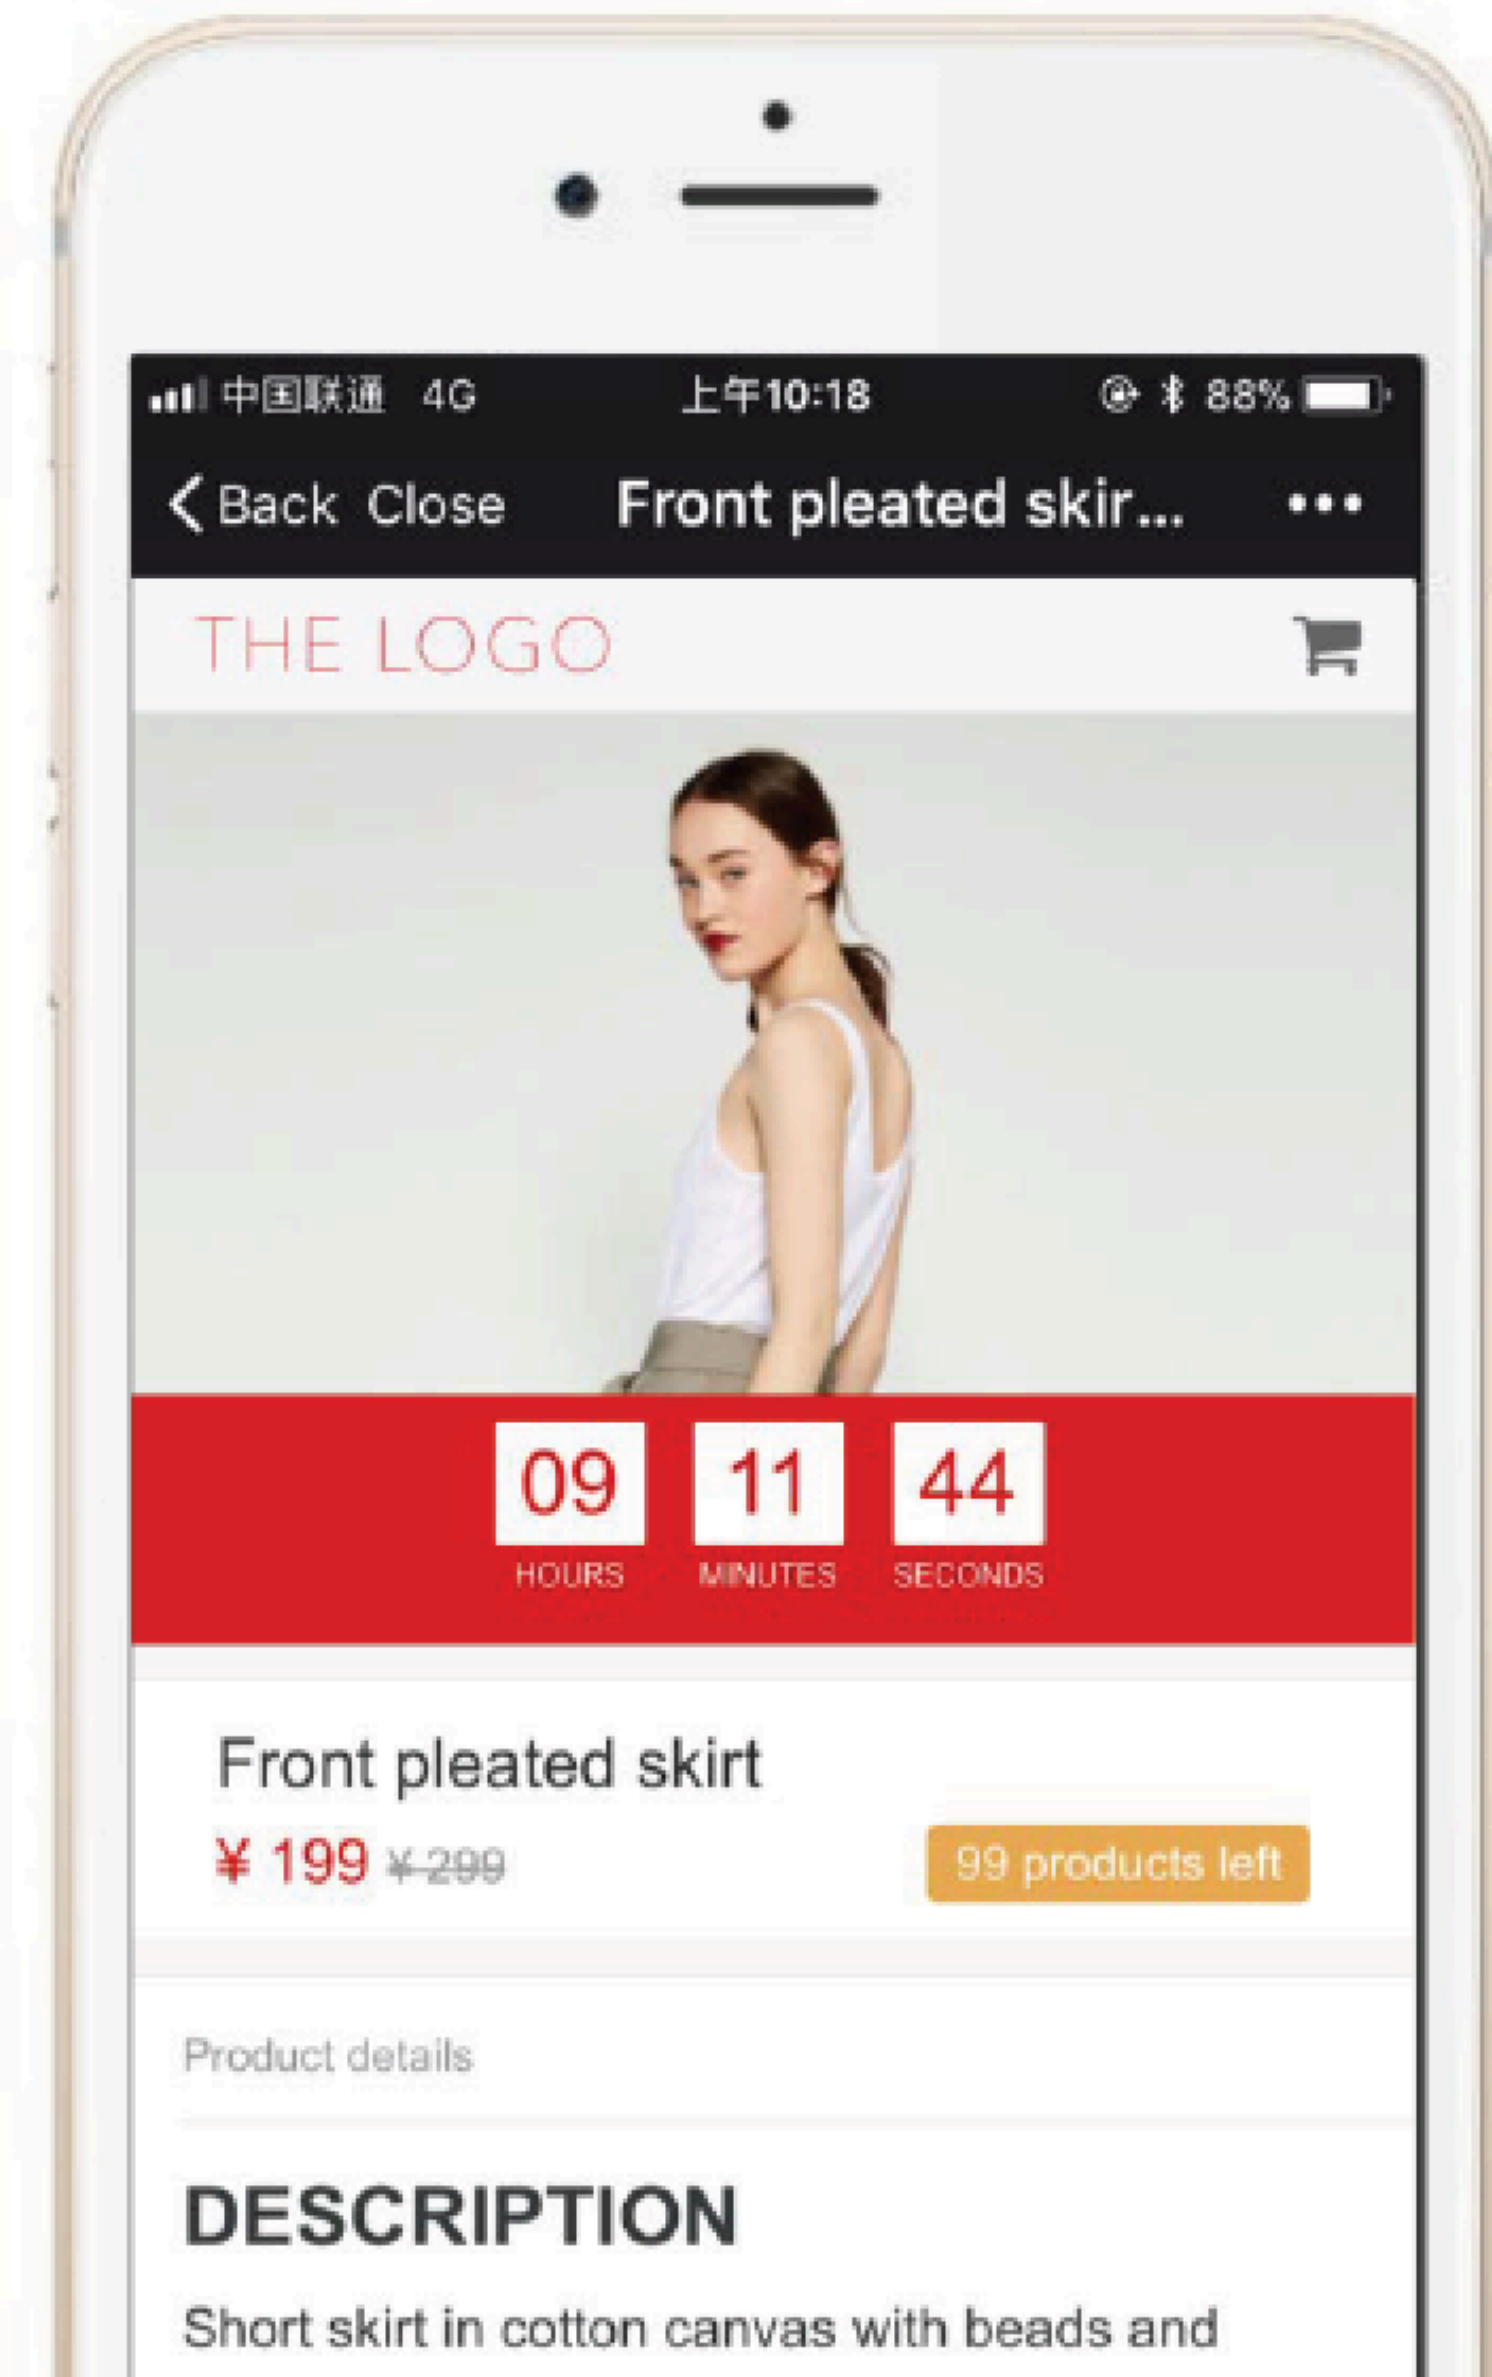 中国联通 4G 上午10:18 88%
Back Close Front pleated skir... •••
THE LOGO
09 11 44
HOURS MINUTES SECONDS
Front pleated skirt
¥ 199 ¥ 299 99 products left
Product details
DESCRIPTION
Short skirt in cotton canvas with beads and